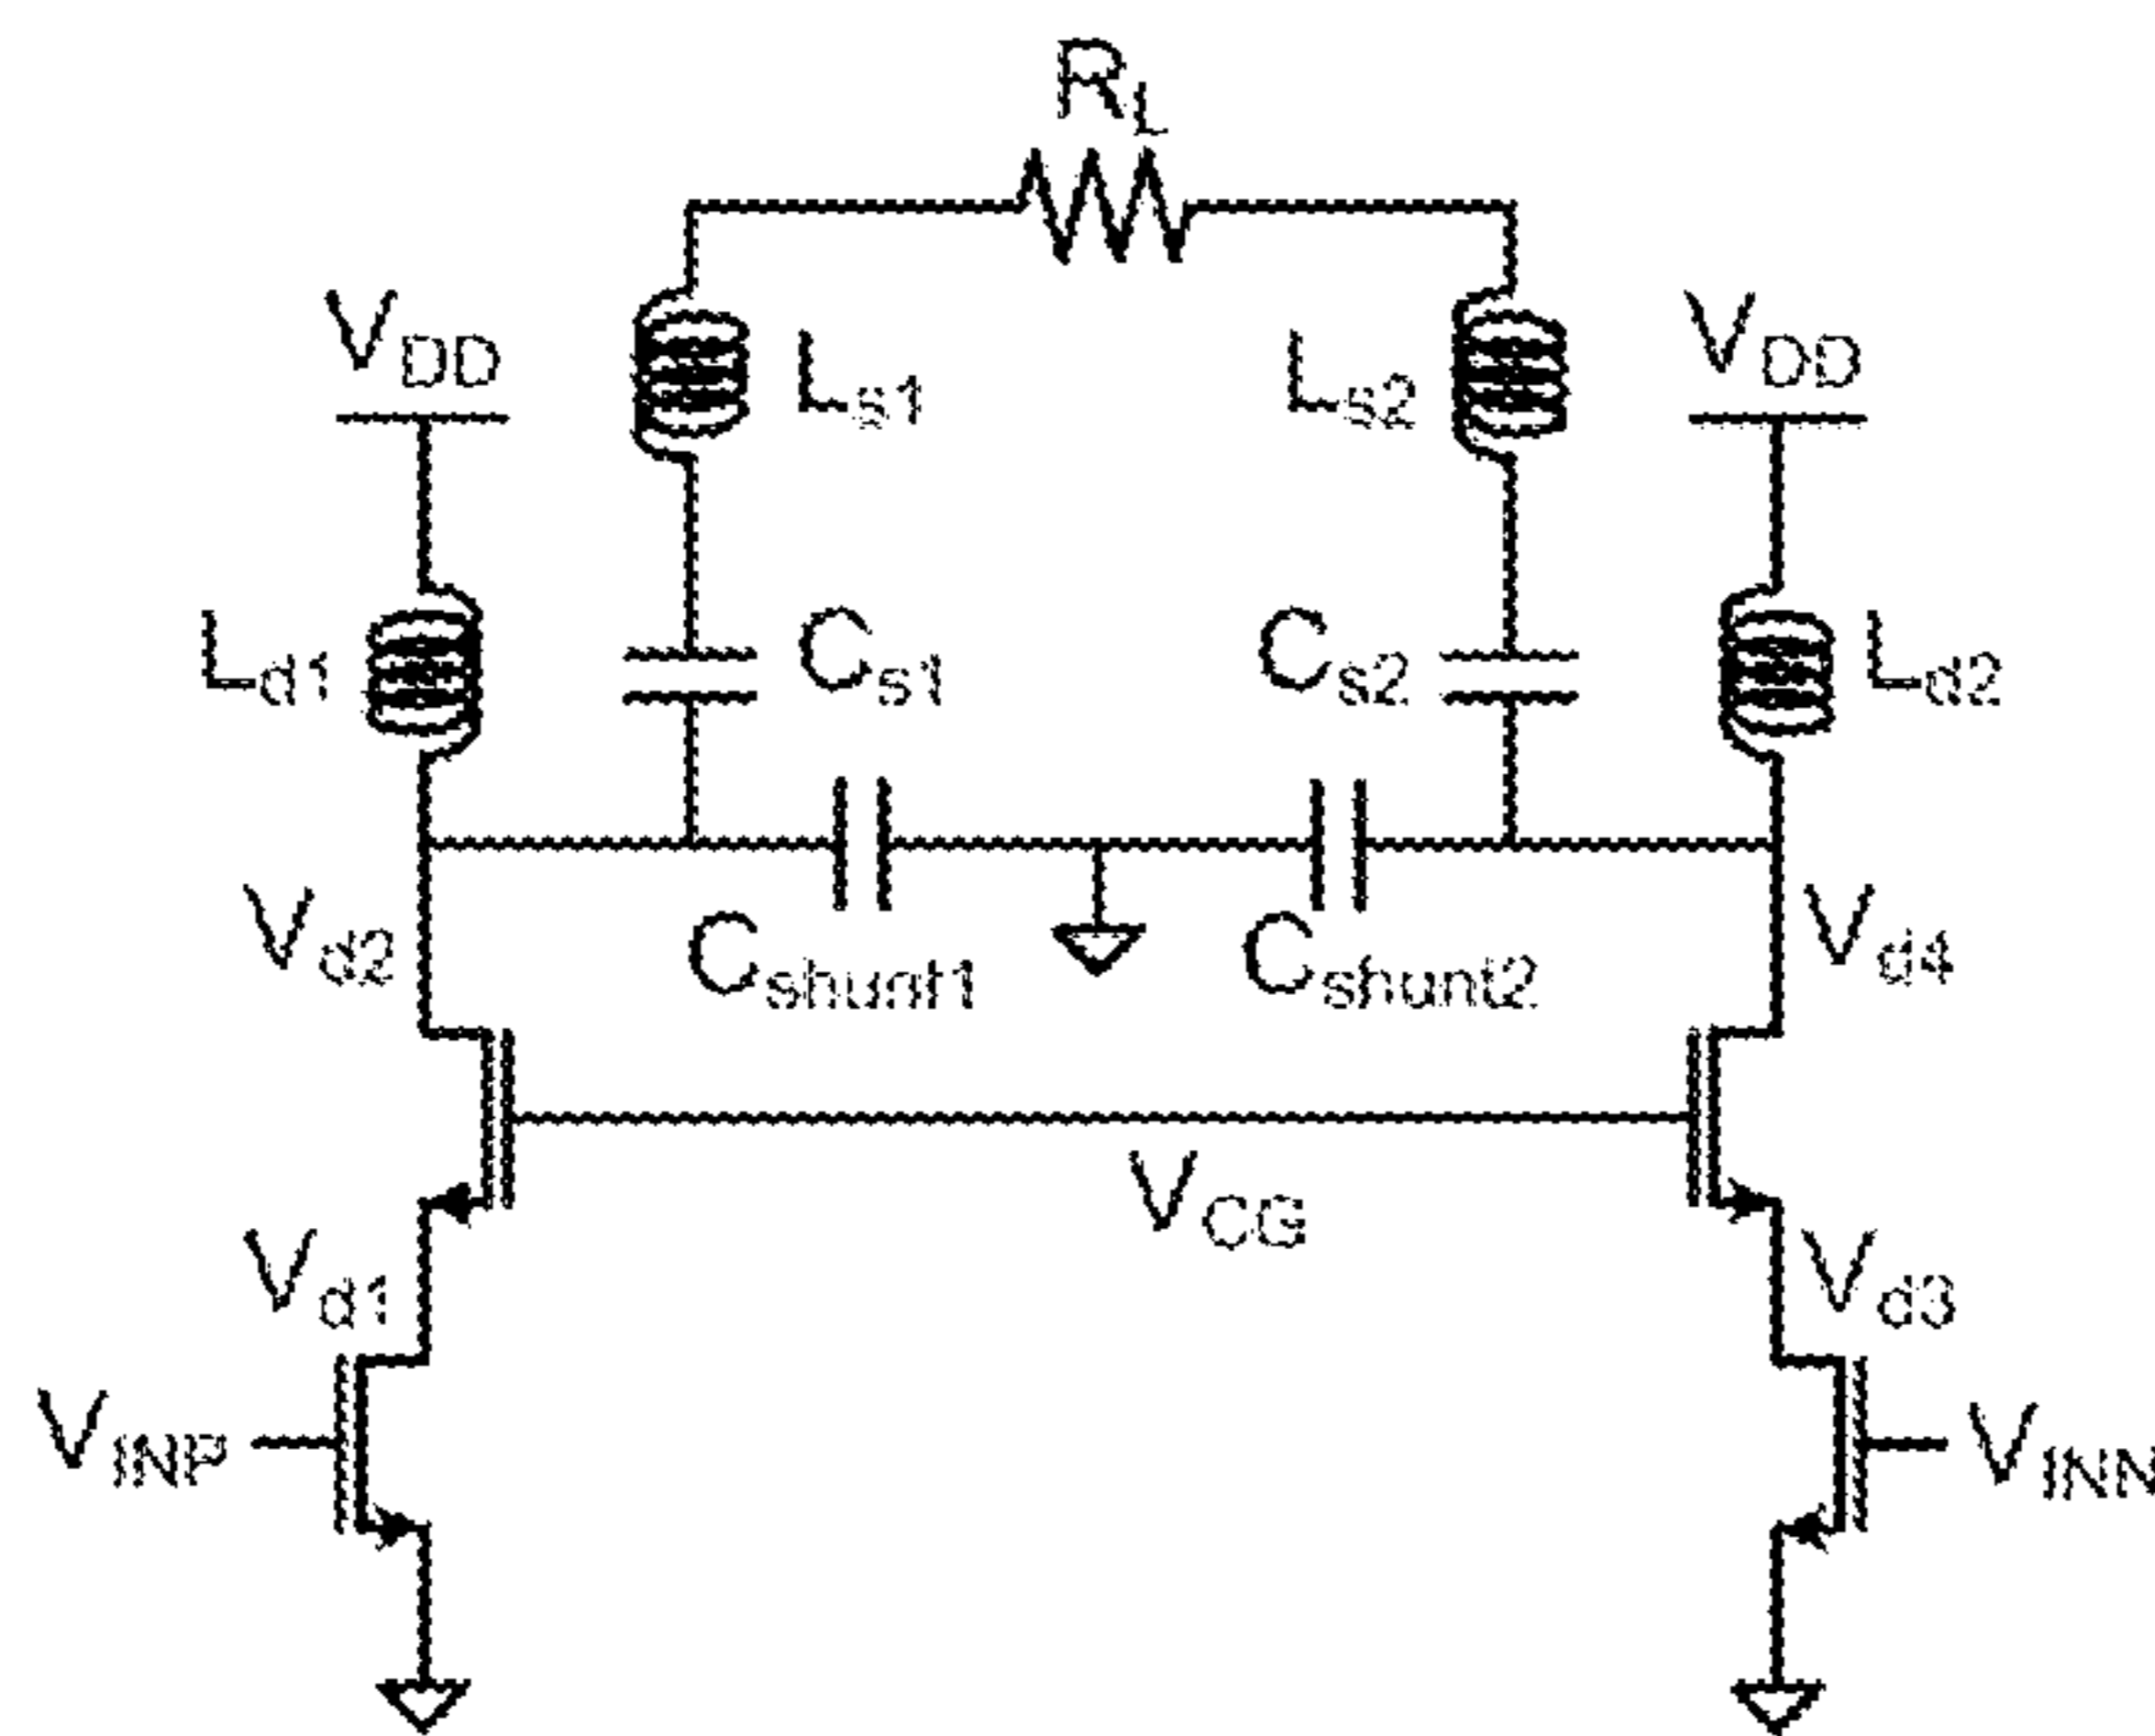 R_L
V_DD
L_s1
L_s2
V_DD
L_d1
C_s1
C_s2
L_d2
V_d2
C_shunt1
C_shunt2
V_d4
V_CG
V_d1
V_d3
V_INP
V_INN